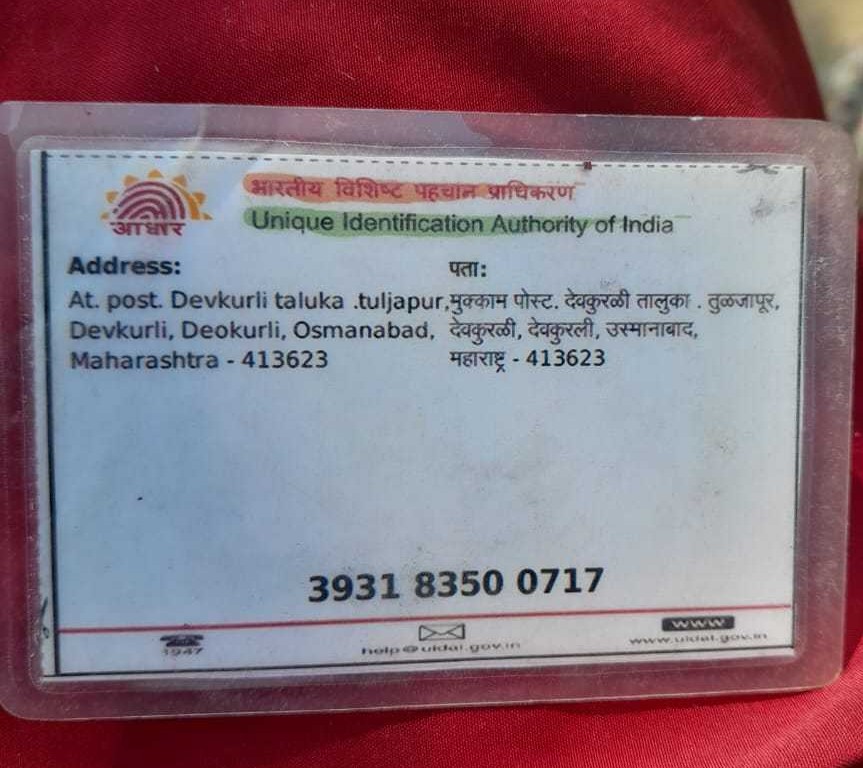 आधार
भारतीय विशिष्ट पहचान प्राधिकरण
Unique Identification Authority of India
Address:
At. post. Devkurli taluka .tuljapur,
Devkurli, Deokurli, Osmanabad,
Maharashtra - 413623
पता:
मुक्काम पोस्ट. देवकुरळी तालुका . तुळजापूर,
देवकुरळी, देवकुरली, उस्मानाबाद,
महाराष्ट्र - 413623
3931 8350 0717
1947
help@uidai.gov.in
www
www.uidai.gov.in